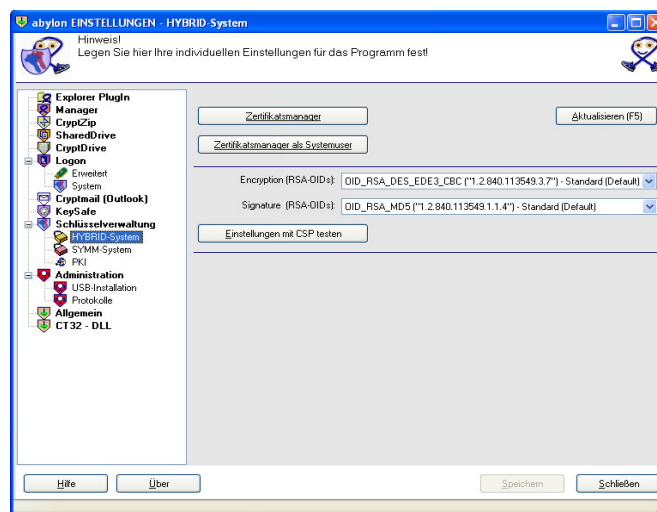 abylon EINSTELLUNGEN - HYBRID-System
Hinweis!
Legen Sie hier Ihre individuellen Einstellungen für das Programm fest!
Explorer PlugIn
Manager
CryptZip
SharedDrive
CryptDrive
Logon
Erweitert
System
Cryptmail (Outlook)
KeySafe
Schlüsselverwaltung
HYBRID-System
SYMM-System
PKI
Administration
USB-Installation
Protokolle
Allgemein
CT32 - DLL
Zertifikatsmanager
Aktualisieren (F5)
Zertifikatsmanager als Systemuser
Encryption (RSA-OIDs): OID_RSA_DES_EDE3_CBC ("1.2.840.113549.3.7") - Standard (Default)
Signature (RSA-OIDs): OID_RSA_MD5 ("1.2.840.113549.1.1.4") - Standard (Default)
Einstellungen mit CSP testen
Hilfe
Über
Speichern
Schließen